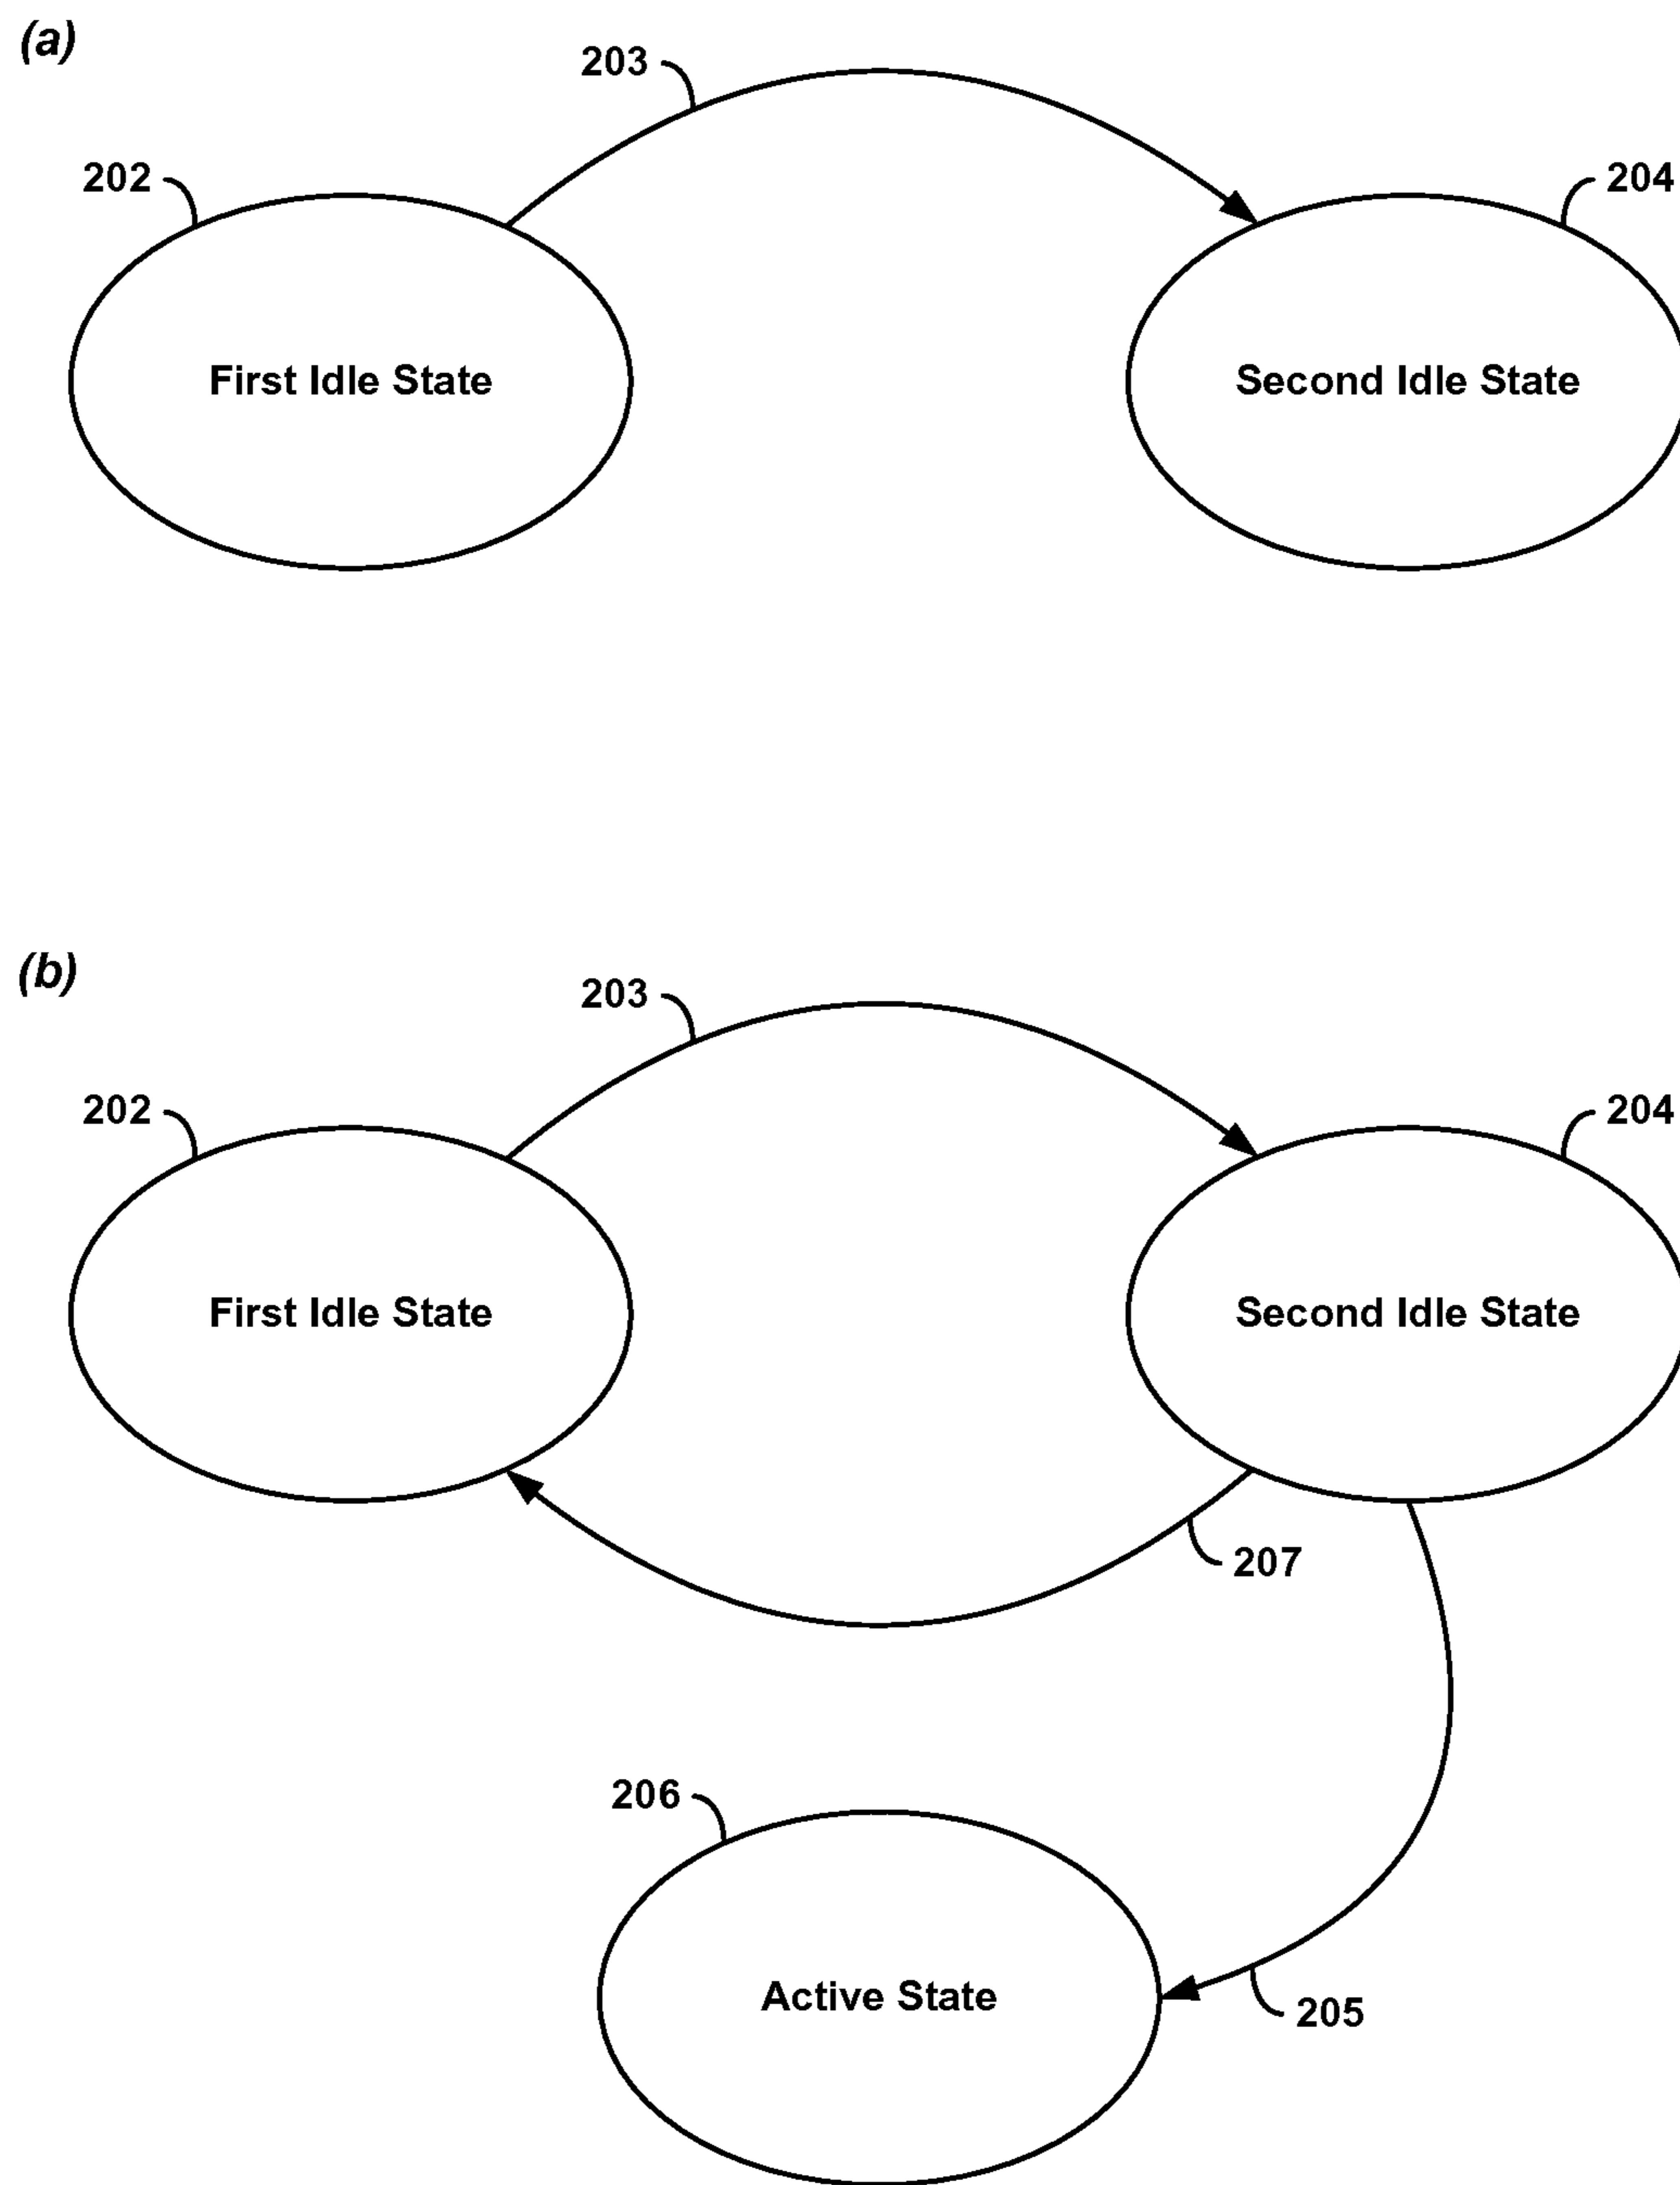 (a)
203
202
204
First Idle State
Second Idle State
(b)
203
202
204
First Idle State
Second Idle State
207
206
Active State
205